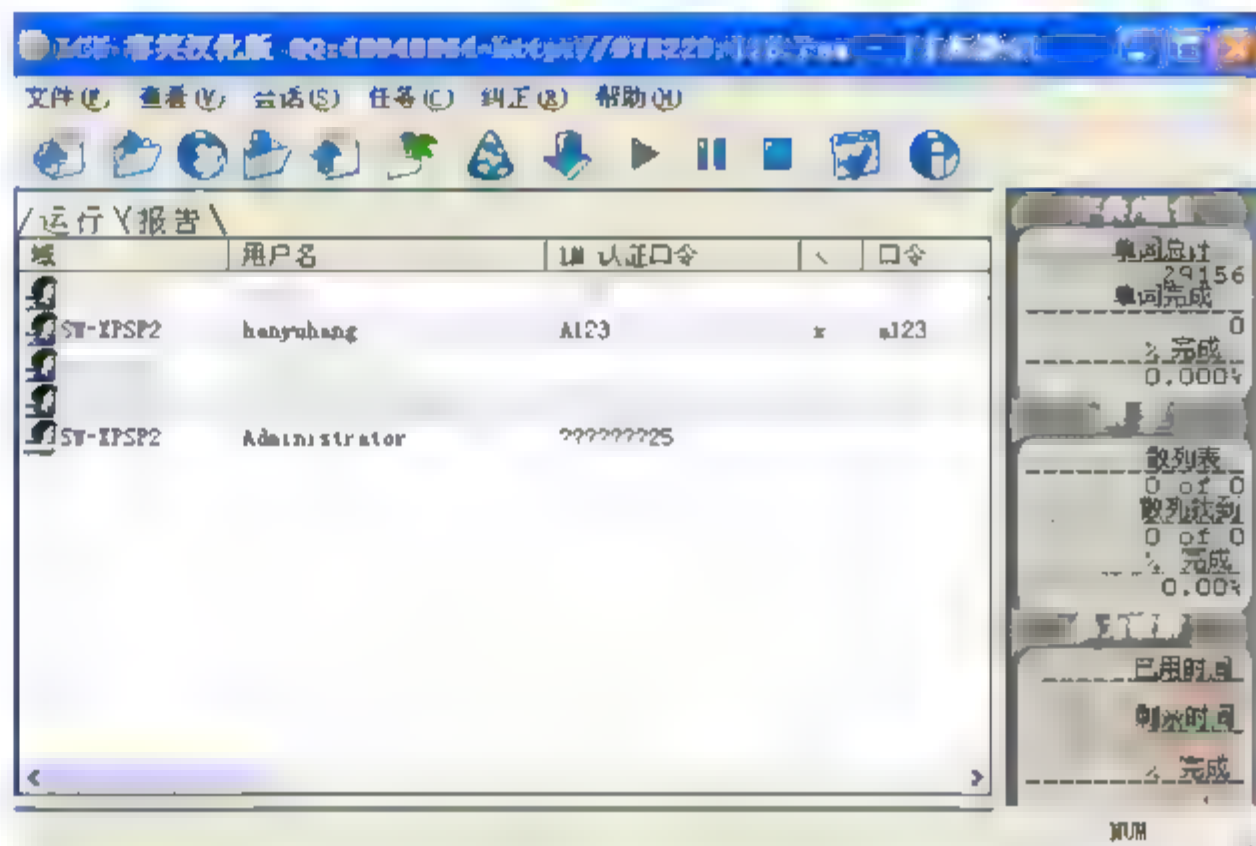 文件(F) 查看(V) 会话(S) 任务(C) 纠正(R) 帮助(H)
运行 报告
域 用户名 LM 认证口令 < 口令
SW-XPSP2 hanyuhang A123 x a123
SW-XPSP2 Administrator ???????25
单词总计
29156
单词完成
0
% 完成
0.000%
散列表
0 of 0
散列找到
0 of 0
% 完成
0.00%
已用时间
剩余时间
% 完成
NUM